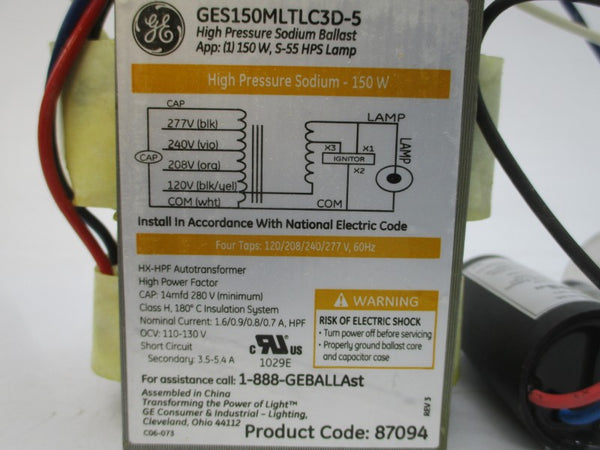 GE
GES150MLTLC3D-5
High Pressure Sodium Ballast
App: (1) 150 W, S-55 HPS Lamp
High Pressure Sodium - 150 W
CAP
277V (blk)
240V (vio)
208V (org)
120V (blk/yel)
COM (wht)
CAP
LAMP
X3
X1
IGNITOR
X2
COM
LAMP
Install In Accordance With National Electric Code
Four Taps: 120/208/240/277 V, 60Hz
HX-HPF Autotransformer
High Power Factor
CAP: 14mfd 280 V (minimum)
Class H, 180° C Insulation System
Nominal Current: 1.6/0.9/0.8/0.7 A, HPF
OCV: 110-130 V
Short Circuit
Secondary: 3.5-5.4 A
c RU us
1029E
WARNING
RISK OF ELECTRIC SHOCK
• Turn power off before servicing
• Properly ground ballast core
and capacitor case
For assistance call: 1-888-GEBALLAst
Assembled in China
Transforming the Power of Light™
GE Consumer & Industrial - Lighting,
Cleveland, Ohio 44112
C06-073
Product Code: 87094
REV 3